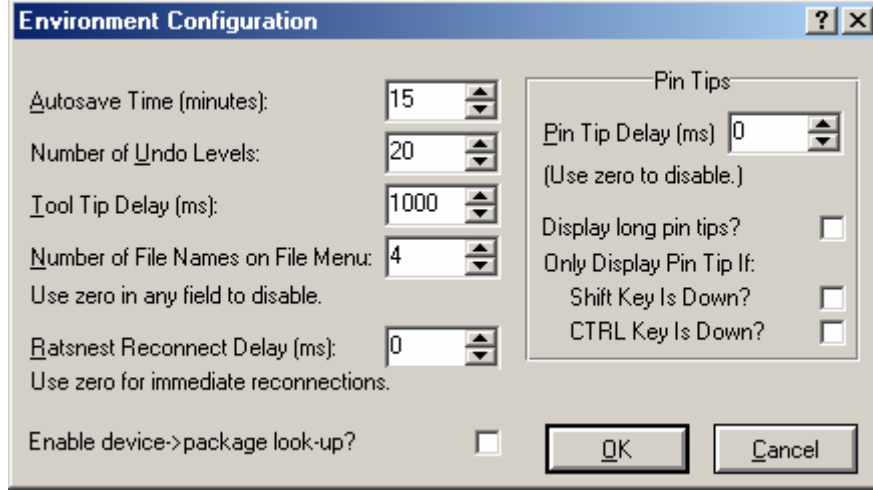 Environment Configuration
Autosave Time (minutes): 15
Number of Undo Levels: 20
Tool Tip Delay (ms): 1000
Number of File Names on File Menu: 4
Use zero in any field to disable.
Ratsnest Reconnect Delay (ms): 0
Use zero for immediate reconnections.
Enable device->package look-up?
Pin Tips
Pin Tip Delay (ms) 0
(Use zero to disable.)
Display long pin tips?
Only Display Pin Tip If:
Shift Key Is Down?
CTRL Key Is Down?
OK
Cancel